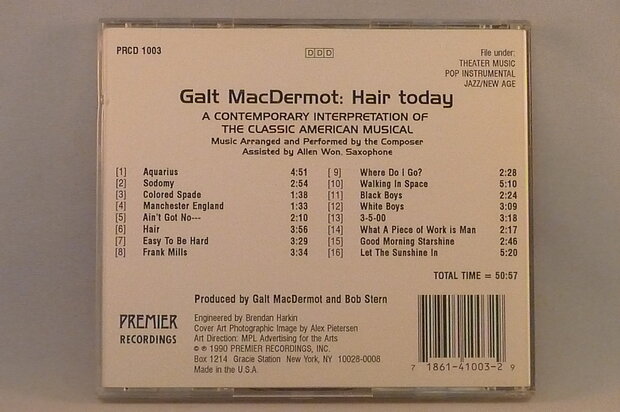 PRCD 1003
DDD
File under:
THEATER MUSIC
POP INSTRUMENTAL
JAZZ/NEW AGE
Galt MacDermot: Hair today
A CONTEMPORARY INTERPRETATION OF
THE CLASSIC AMERICAN MUSICAL
Music Arranged and Performed by the Composer
Assisted by Allen Won, Saxophone
[1] Aquarius 4:51
[2] Sodomy 2:54
[3] Colored Spade 1:38
[4] Manchester England 1:33
[5] Ain't Got No--- 2:10
[6] Hair 3:56
[7] Easy To Be Hard 3:29
[8] Frank Mills 3:34
[ 9] Where Do I Go? 2:28
[10] Walking In Space 5:10
[11] Black Boys 2:24
[12] White Boys 3:09
[13] 3-5-00 3:18
[14] What A Piece of Work is Man 2:17
[15] Good Morning Starshine 2:46
[16] Let The Sunshine In 5:20
TOTAL TIME = 50:57
Produced by Galt MacDermot and Bob Stern
PREMIER
RECORDINGS
Engineered by Brendan Harkin
Cover Art Photographic Image by Alex Pietersen
Art Direction: MPL Advertising for the Arts
© ℗ 1990 PREMIER RECORDINGS, INC.
Box 1214 Gracie Station New York, NY 10028-0008
Made in the U.S.A.
7 1861-41003-2 9